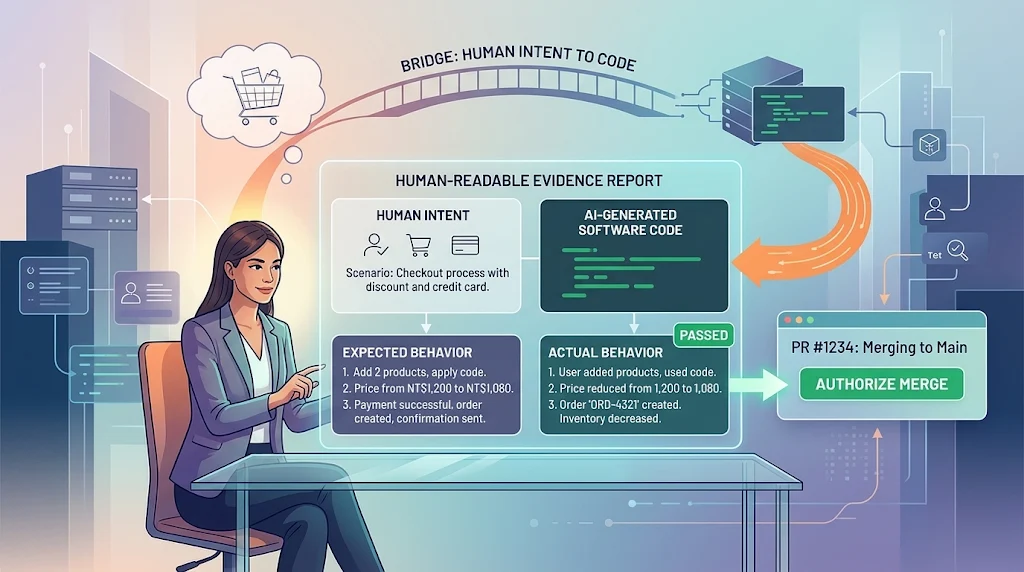 BRIDGE: HUMAN INTENT TO CODE
HUMAN-READABLE EVIDENCE REPORT
HUMAN INTENT
Scenario: Checkout process with
discount and credit card.
AI-GENERATED
SOFTWARE CODE
EXPECTED BEHAVIOR
1. Add 2 products, apply code.
2. Price from NT$1,200 to NT$1,080.
3. Payment successful, order
created, confirmation sent.
PASSED
ACTUAL BEHAVIOR
1. User added products, used code.
2. Price reduced from 1,200 to 1,080.
3. Order 'ORD-4321' created.
Inventory decreased.
Tet
PR #1234: Merging to Main
AUTHORIZE MERGE